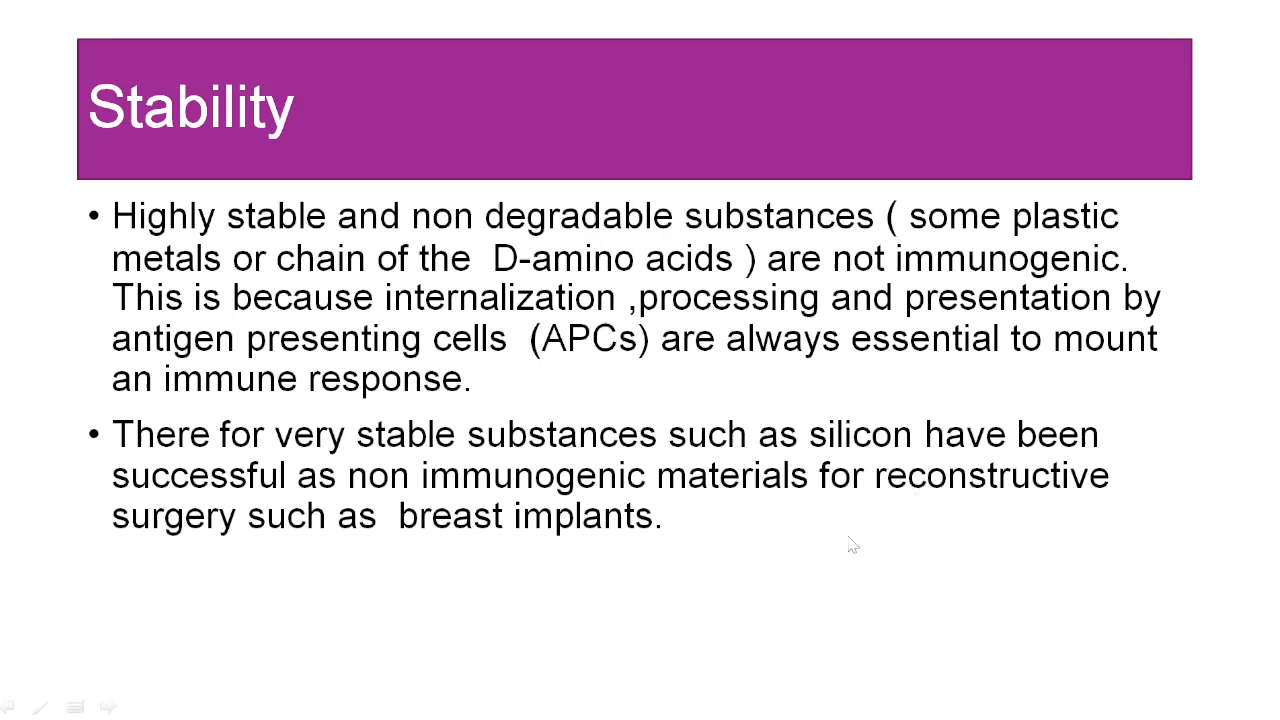 Stability
• Highly stable and non degradable substances ( some plastic
metals or chain of the  D-amino acids ) are not immunogenic.
This is because internalization ,processing and presentation by
antigen presenting cells  (APCs) are always essential to mount
an immune response.
• There for very stable substances such as silicon have been
successful as non immunogenic materials for reconstructive
surgery such as  breast implants.